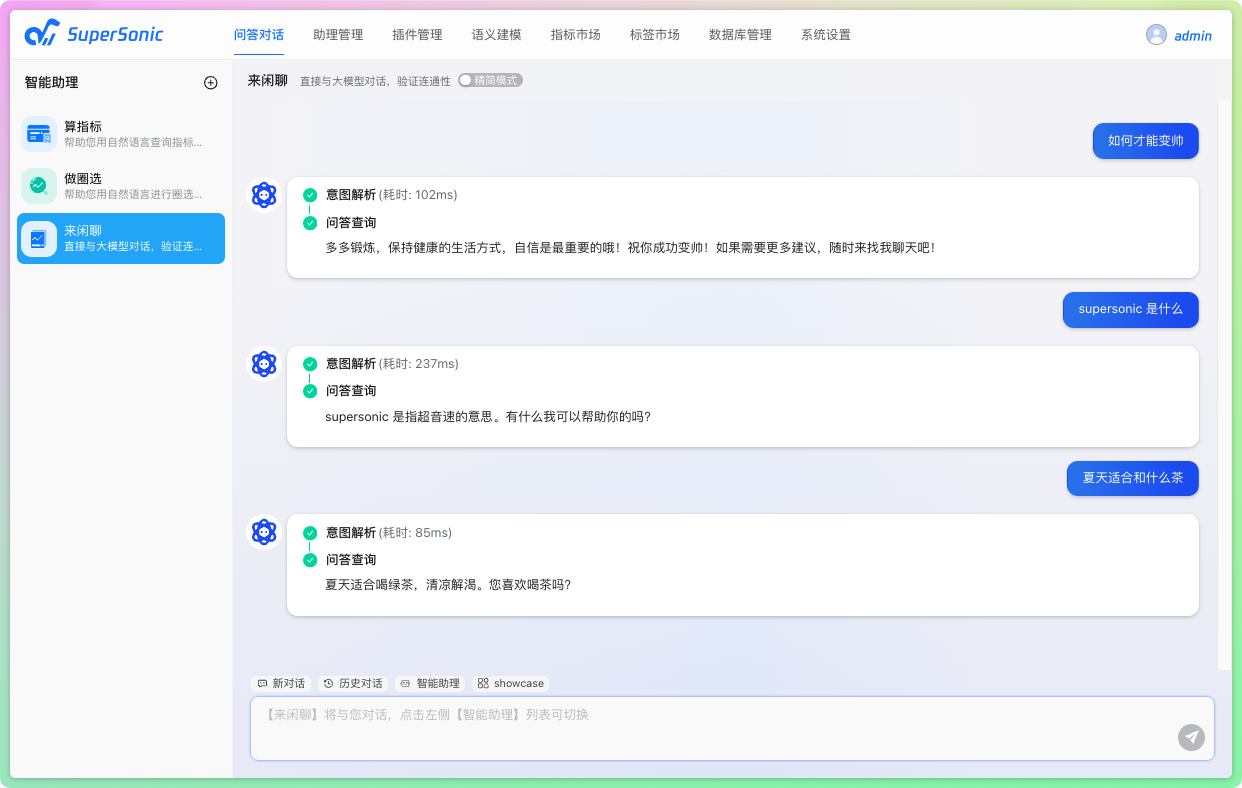 SuperSonic
问答对话 助理管理 插件管理 语义建模 指标市场 标签市场 数据库管理 系统设置
admin
智能助理
算指标
帮助您用自然语言查询指标...
做圈选
帮助您用自然语言进行圈选...
来闲聊
直接与大模型对话，验证连...
来闲聊 直接与大模型对话，验证连通性 精简模式
如何才能变帅
意图解析 (耗时: 102ms)
问答查询
多多锻炼，保持健康的生活方式，自信是最重要的哦！祝你成功变帅！如果需要更多建议，随时来找我聊天吧！
supersonic 是什么
意图解析 (耗时: 237ms)
问答查询
supersonic 是指超音速的意思。有什么我可以帮助你的吗?
夏天适合和什么茶
意图解析 (耗时: 85ms)
问答查询
夏天适合喝绿茶，清凉解渴。您喜欢喝茶吗?
新对话 历史对话 智能助理 showcase
【来闲聊】将与您对话，点击左侧【智能助理】列表可切换